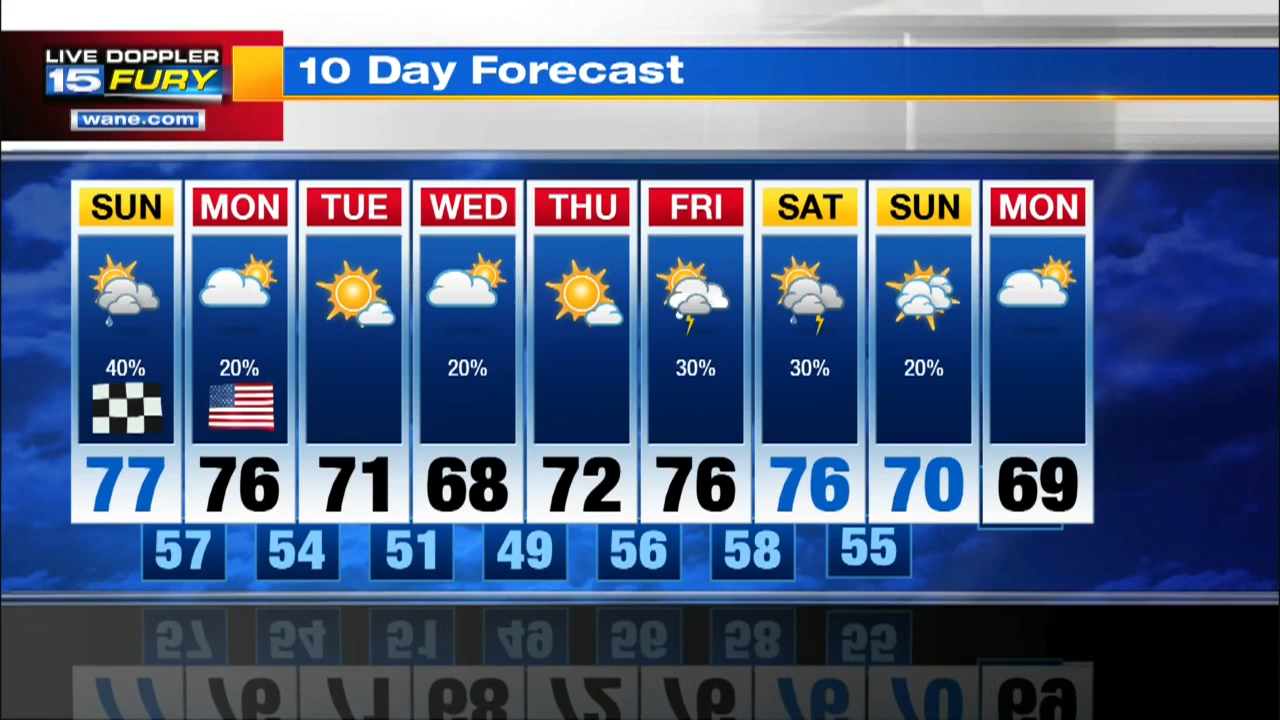 LIVE DOPPLER
15 FURY
wane.com
10 Day Forecast
SUN MON TUE WED THU FRI SAT SUN MON
40% 20% 20% 30% 30% 20%
77 76 71 68 72 76 76 70 69
57 54 51 49 56 58 55